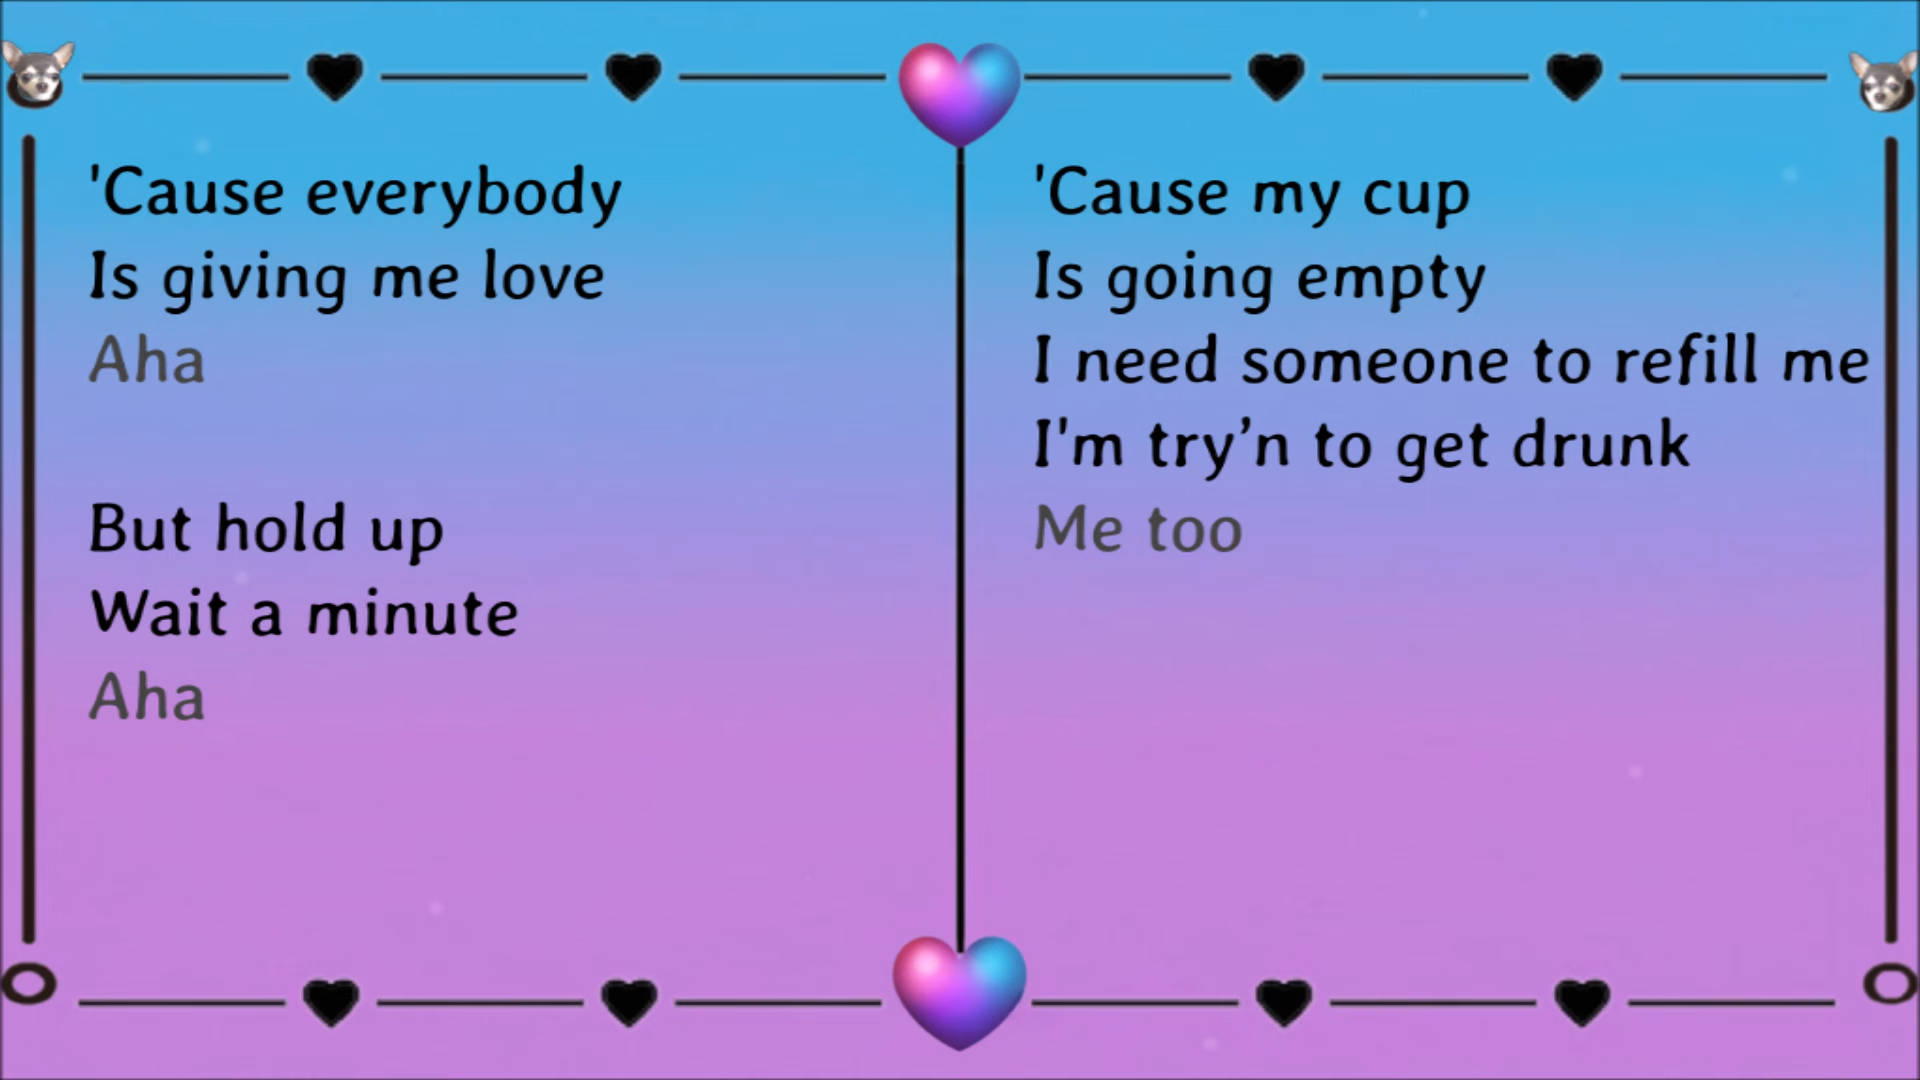 'Cause everybody
Is giving me love
Aha
But hold up
Wait a minute
Aha
'Cause my cup
Is going empty
I need someone to refill me
I'm try’n to get drunk
Me too